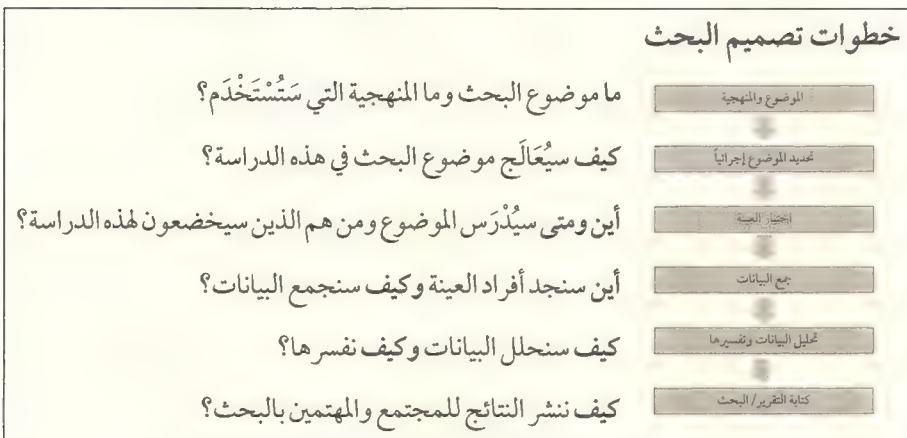 خطوات تصميم البحث
الموضوع والمنهجية
ما موضوع البحث وما المنهجية التي سَتُسْتَخْدَم؟
تحديد الموضوع إجرائياً
كيف سيُعَالَج موضوع البحث في هذه الدراسة؟
اختيار العينة
أين ومتى سيُدْرَس الموضوع ومن هم الذين سيخضعون لهذه الدراسة؟
جمع البيانات
أين سنجد أفراد العينة وكيف سنجمع البيانات؟
تحليل البيانات وتفسيرها
كيف سنحلل البيانات وكيف نفسرها؟
كتابة التقرير/ البحث
كيف ننشر النتائج للمجتمع والمهتمين بالبحث؟